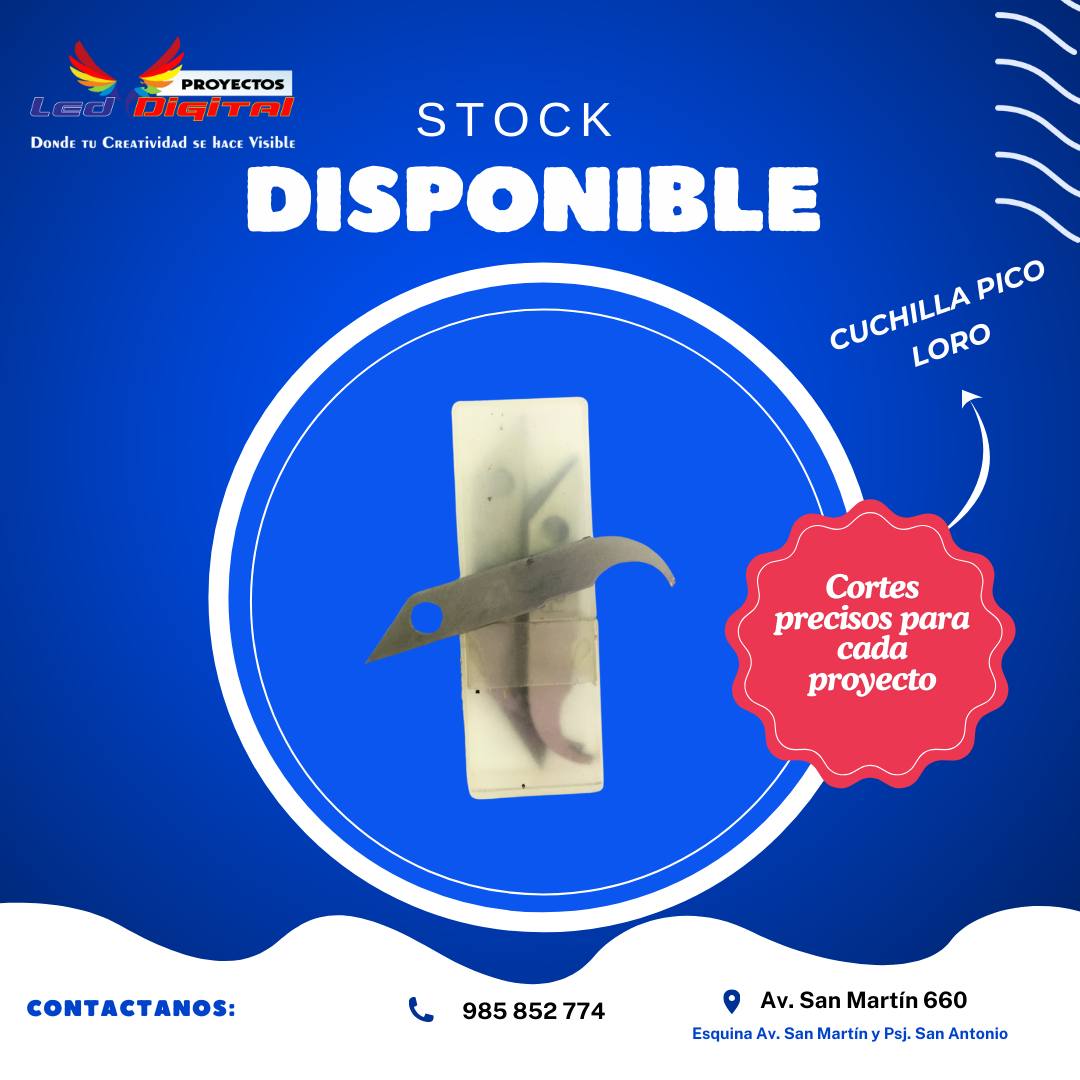 PROYECTOS
Led Digital
Donde tu Creatividad se hace Visible
STOCK
DISPONIBLE
CUCHILLA PICO
LORO
Cortes
precisos para
cada
proyecto
CONTACTANOS:
985 852 774
Av. San Martín 660
Esquina Av. San Martín y Psj. San Antonio